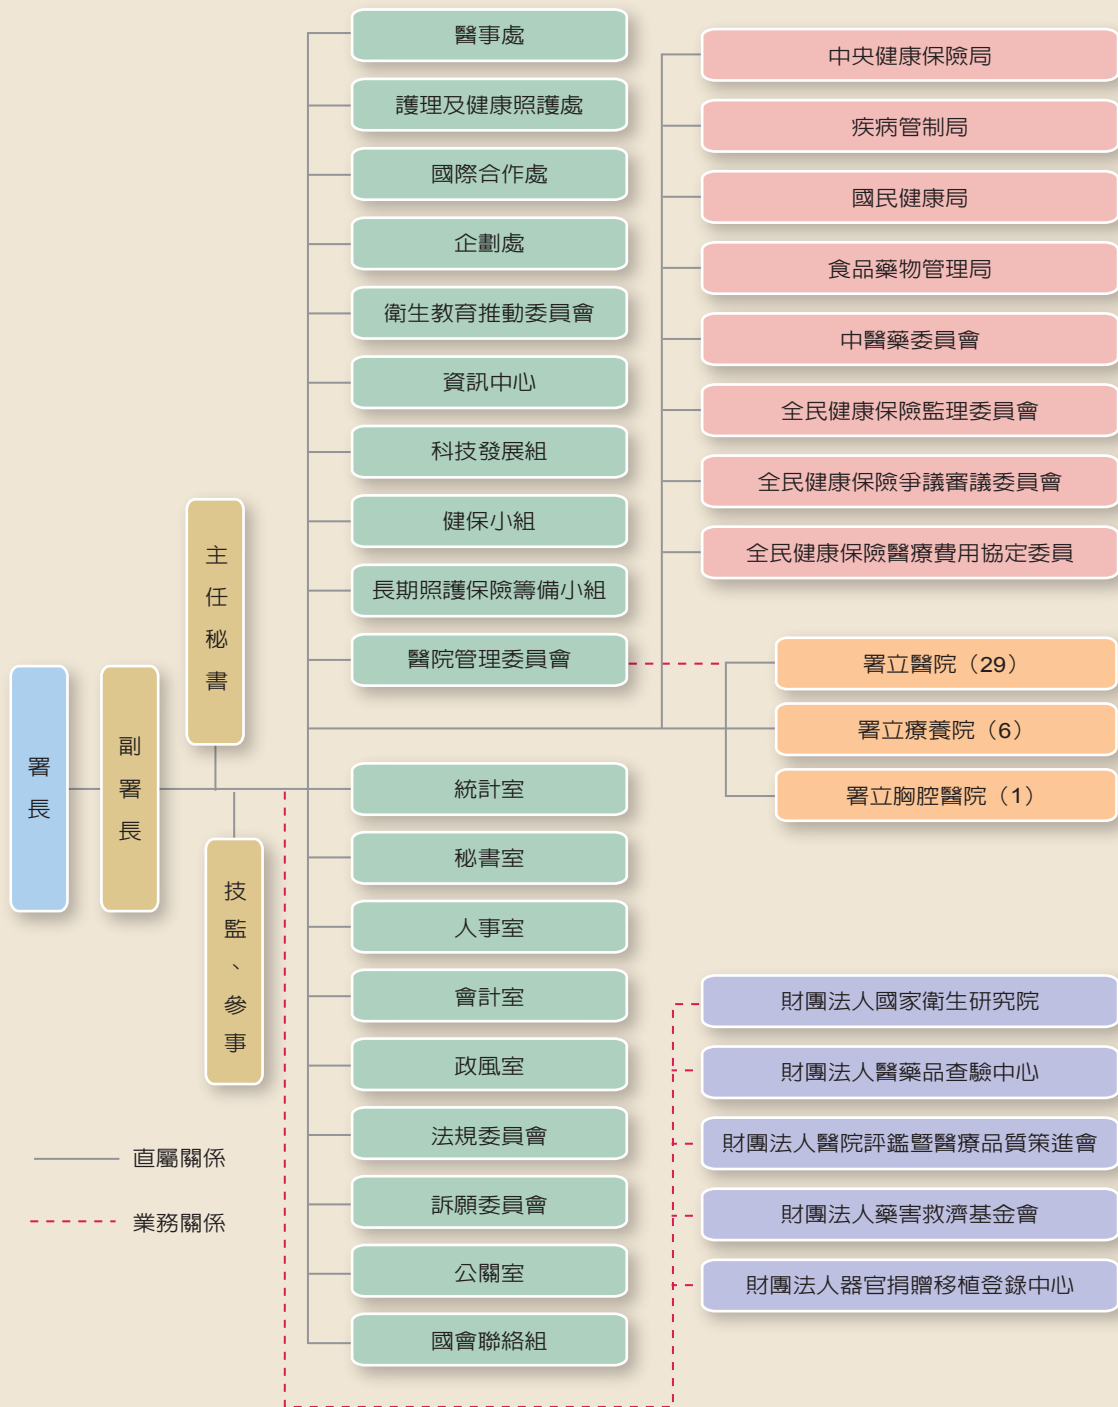 署長
副署長
主任秘書
技監、參事
醫事處
護理及健康照護處
國際合作處
企劃處
衛生教育推動委員會
資訊中心
科技發展組
健保小組
長期照護保險籌備小組
醫院管理委員會
統計室
秘書室
人事室
會計室
政風室
法規委員會
訴願委員會
公關室
國會聯絡組
中央健康保險局
疾病管制局
國民健康局
食品藥物管理局
中醫藥委員會
全民健康保險監理委員會
全民健康保險爭議審議委員會
全民健康保險醫療費用協定委員
署立醫院（29）
署立療養院（6）
署立胸腔醫院（1）
財團法人國家衛生研究院
財團法人醫藥品查驗中心
財團法人醫院評鑑暨醫療品質策進會
財團法人藥害救濟基金會
財團法人器官捐贈移植登錄中心
直屬關係
業務關係